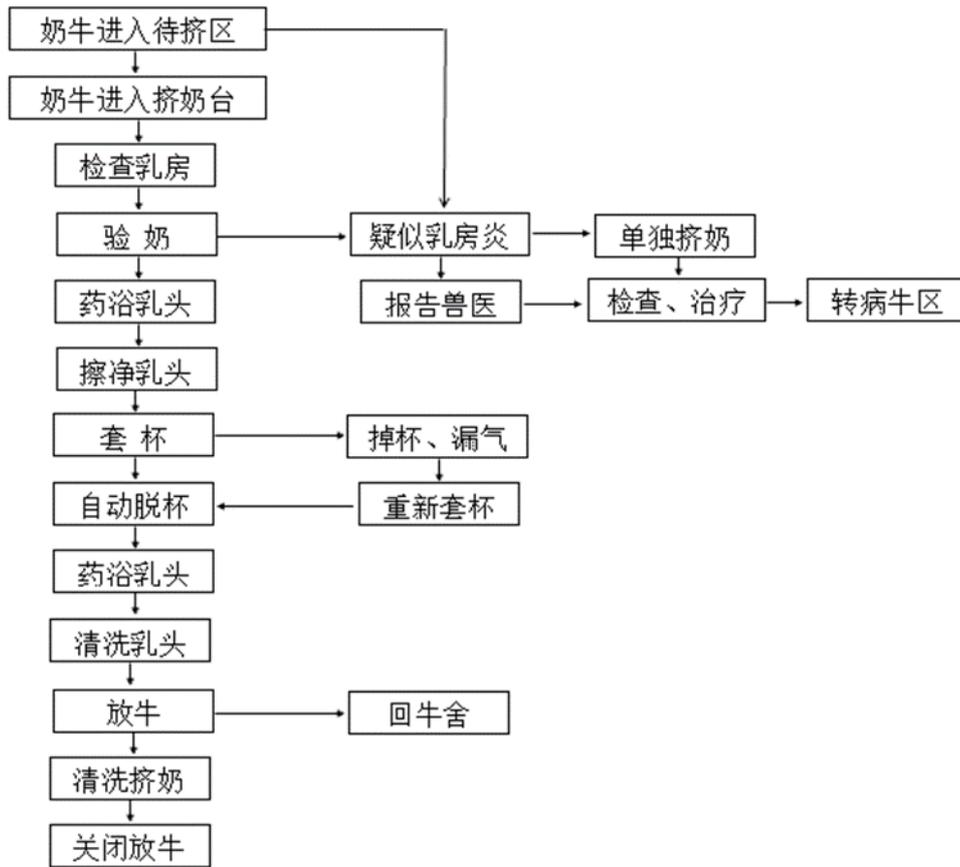 奶牛进入待挤区
奶牛进入挤奶台
检查乳房
验 奶
疑似乳房炎
单独挤奶
药浴乳头
报告兽医
检查、治疗
转病牛区
擦净乳头
套 杯
掉杯、漏气
自动脱杯
重新套杯
药浴乳头
清洗乳头
放牛
回牛舍
清洗挤奶
关闭放牛